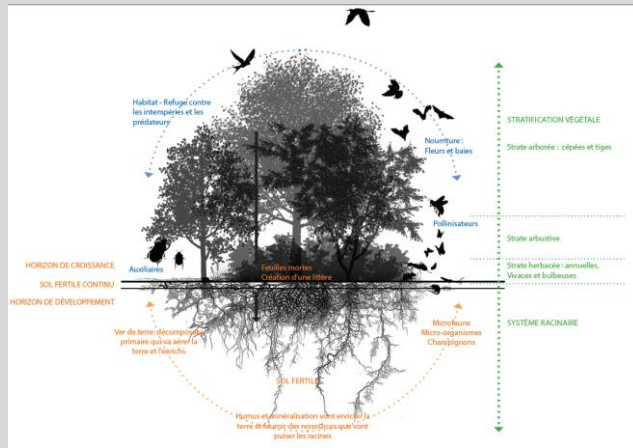 Habitat - Refuge contre
les intempéries et les
prédateurs
Nourriture :
Fleurs et baies
Pollinisateurs
Auxiliaires
STRATIFICATION VÉGÉTALE
Strate arborée : cépées et tiges
Strate arbustive
Strate herbacée : annuelles,
Vivaces et bulbeuses
SYSTÈME RACINAIRE
HORIZON DE CROISSANCE
SOL FERTILE CONTINU
HORIZON DE DÉVELOPPEMENT
Feuilles mortes
Création d'une litière
Ver de terre: décomposeur
primaire qui va aérer la
terre et l'enrichis
Microfaune
Micro-organismes
Champignons
SOL FERTILE
Humus et minéralisation vont enrichir la
terre et fournir des ressources que vont
puiser les racines